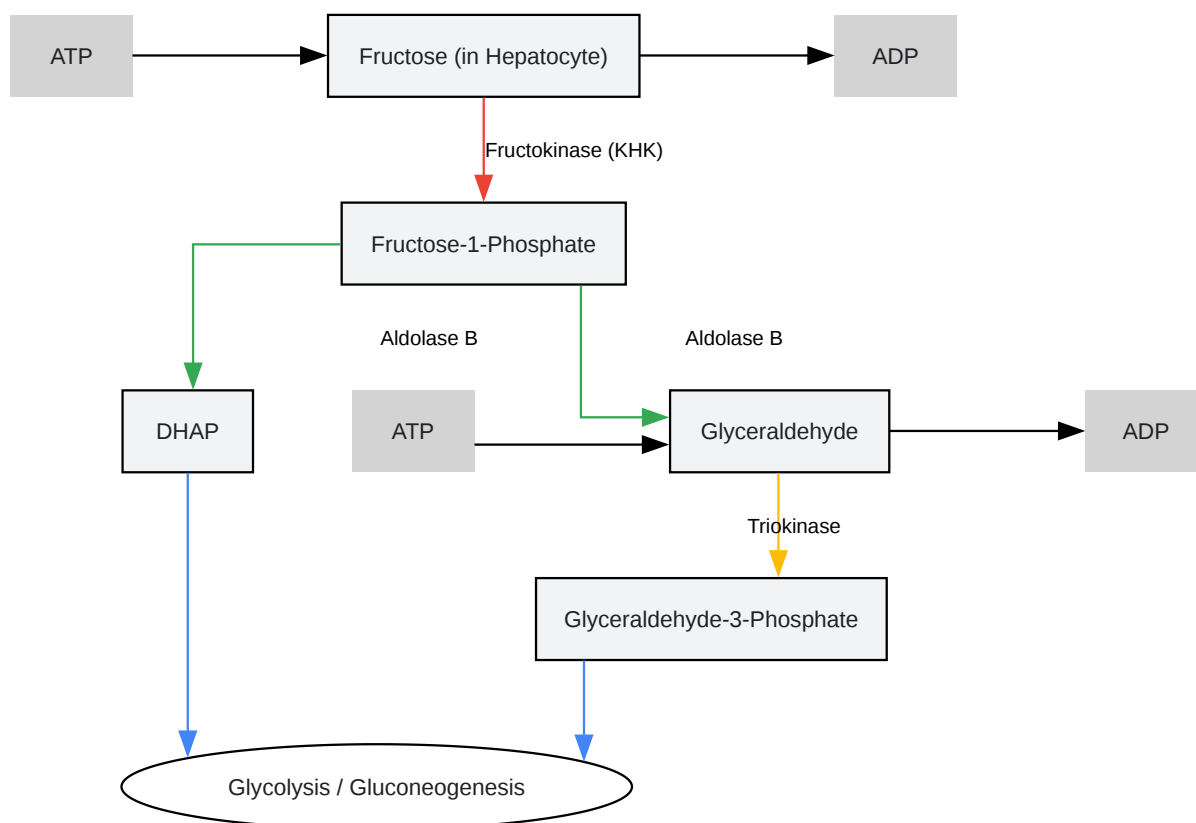 ATP
Fructose (in Hepatocyte)
ADP
Fructokinase (KHK)
Fructose-1-Phosphate
Aldolase B
Aldolase B
DHAP
ATP
Glyceraldehyde
ADP
Triokinase
Glyceraldehyde-3-Phosphate
Glycolysis / Gluconeogenesis